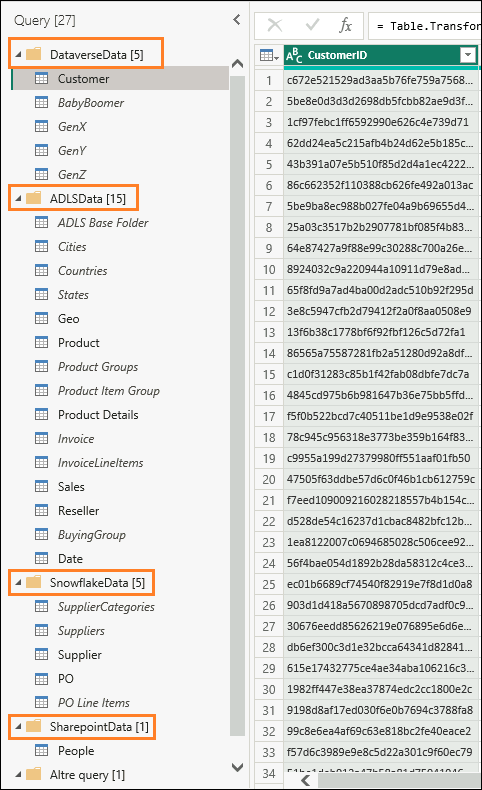 Query [27]
DataverseData [5]
Customer
BabyBoomer
GenX
GenY
GenZ
ADLSData [15]
ADLS Base Folder
Cities
Countries
States
Geo
Product
Product Groups
Product Item Group
Product Details
Invoice
InvoiceLineItems
Sales
Reseller
BuyingGroup
Date
SnowflakeData [5]
SupplierCategories
Suppliers
Supplier
PO
PO Line Items
SharepointData [1]
People
Altre query [1]
fx = Table.Transfor
ABC CustomerID
1 c672e521529ad3aa5b76fe759a7568...
2 5be8e0d3d3d2698db5fcbb82ae9d3f...
3 1cf97febc1ff6592990e626c4e739d71
4 62dd24ea5c215afb4b24d62e5b185c...
5 43b391a07e5b510f85d2d4a1ec4222...
6 86c662352f110388cb626fe492a013ac
7 5be9ba8ec988b027fe04a9b69655d4...
8 25a03c3517b2b2907781bf085f4b83...
9 64e87427a9f88e99c30288c700a26e...
10 8924032c9a220944a10911d79e8ad...
11 65f8fd9a7ad4ba00d2adc510b92f295d
12 3e8c5947cfb2d79412f2a0f8aa0508e9
13 13f6b38c1778bf6f92fbf126c5d72fa1
14 86565a75587281fb2a51280d92a8df...
15 c1d0f31283c85b1f42fab08dbfe7dc7a
16 4845cd975b6b981647b36e75bb5ffd...
17 f5f0b522bcd7c40511be1d9e9538e02f
18 78c945c956318e3773be359b164f83...
19 c9955a199d27379980ff551aaf01fb50
20 47505f63ddbe57d6c0f46b1cb612759c
21 f7eed109009216028218557b4b154c...
22 d528de54c16237d1cbac8482bfc12b...
23 1ea8122007c0694685028c506cee92...
24 56f4bae054d1892b28da58312c4ce3...
25 ec01b6689cf74540f82919e7f8d1d0a8
26 903d1d418a5670898705dcd7adf0c9...
27 30676eedd85626219e076895e6d6e...
28 db6ef300c3d1e32bcca64341d82841...
29 615e17432775ce4ae34aba106216c3...
30 1982ff447e38ea37874edc2cc1800e2c
31 9198d8af17ed030f6e0b7694c3788fa8
32 99c8e6ea4af69c63e818bc2fe40eace2
33 f57d6c3989e9e8c5d22a301c9f60ec79
34